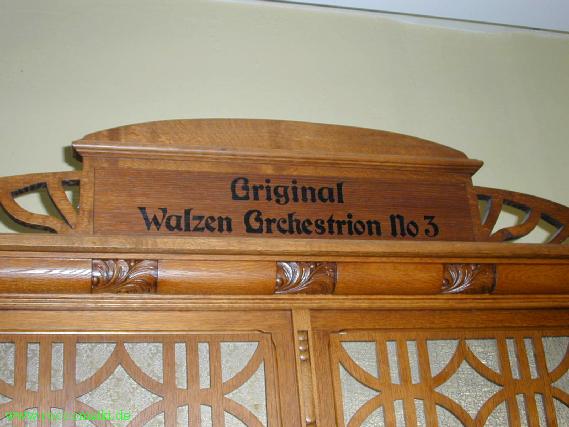 Original
Walzen Orchestrion No 3